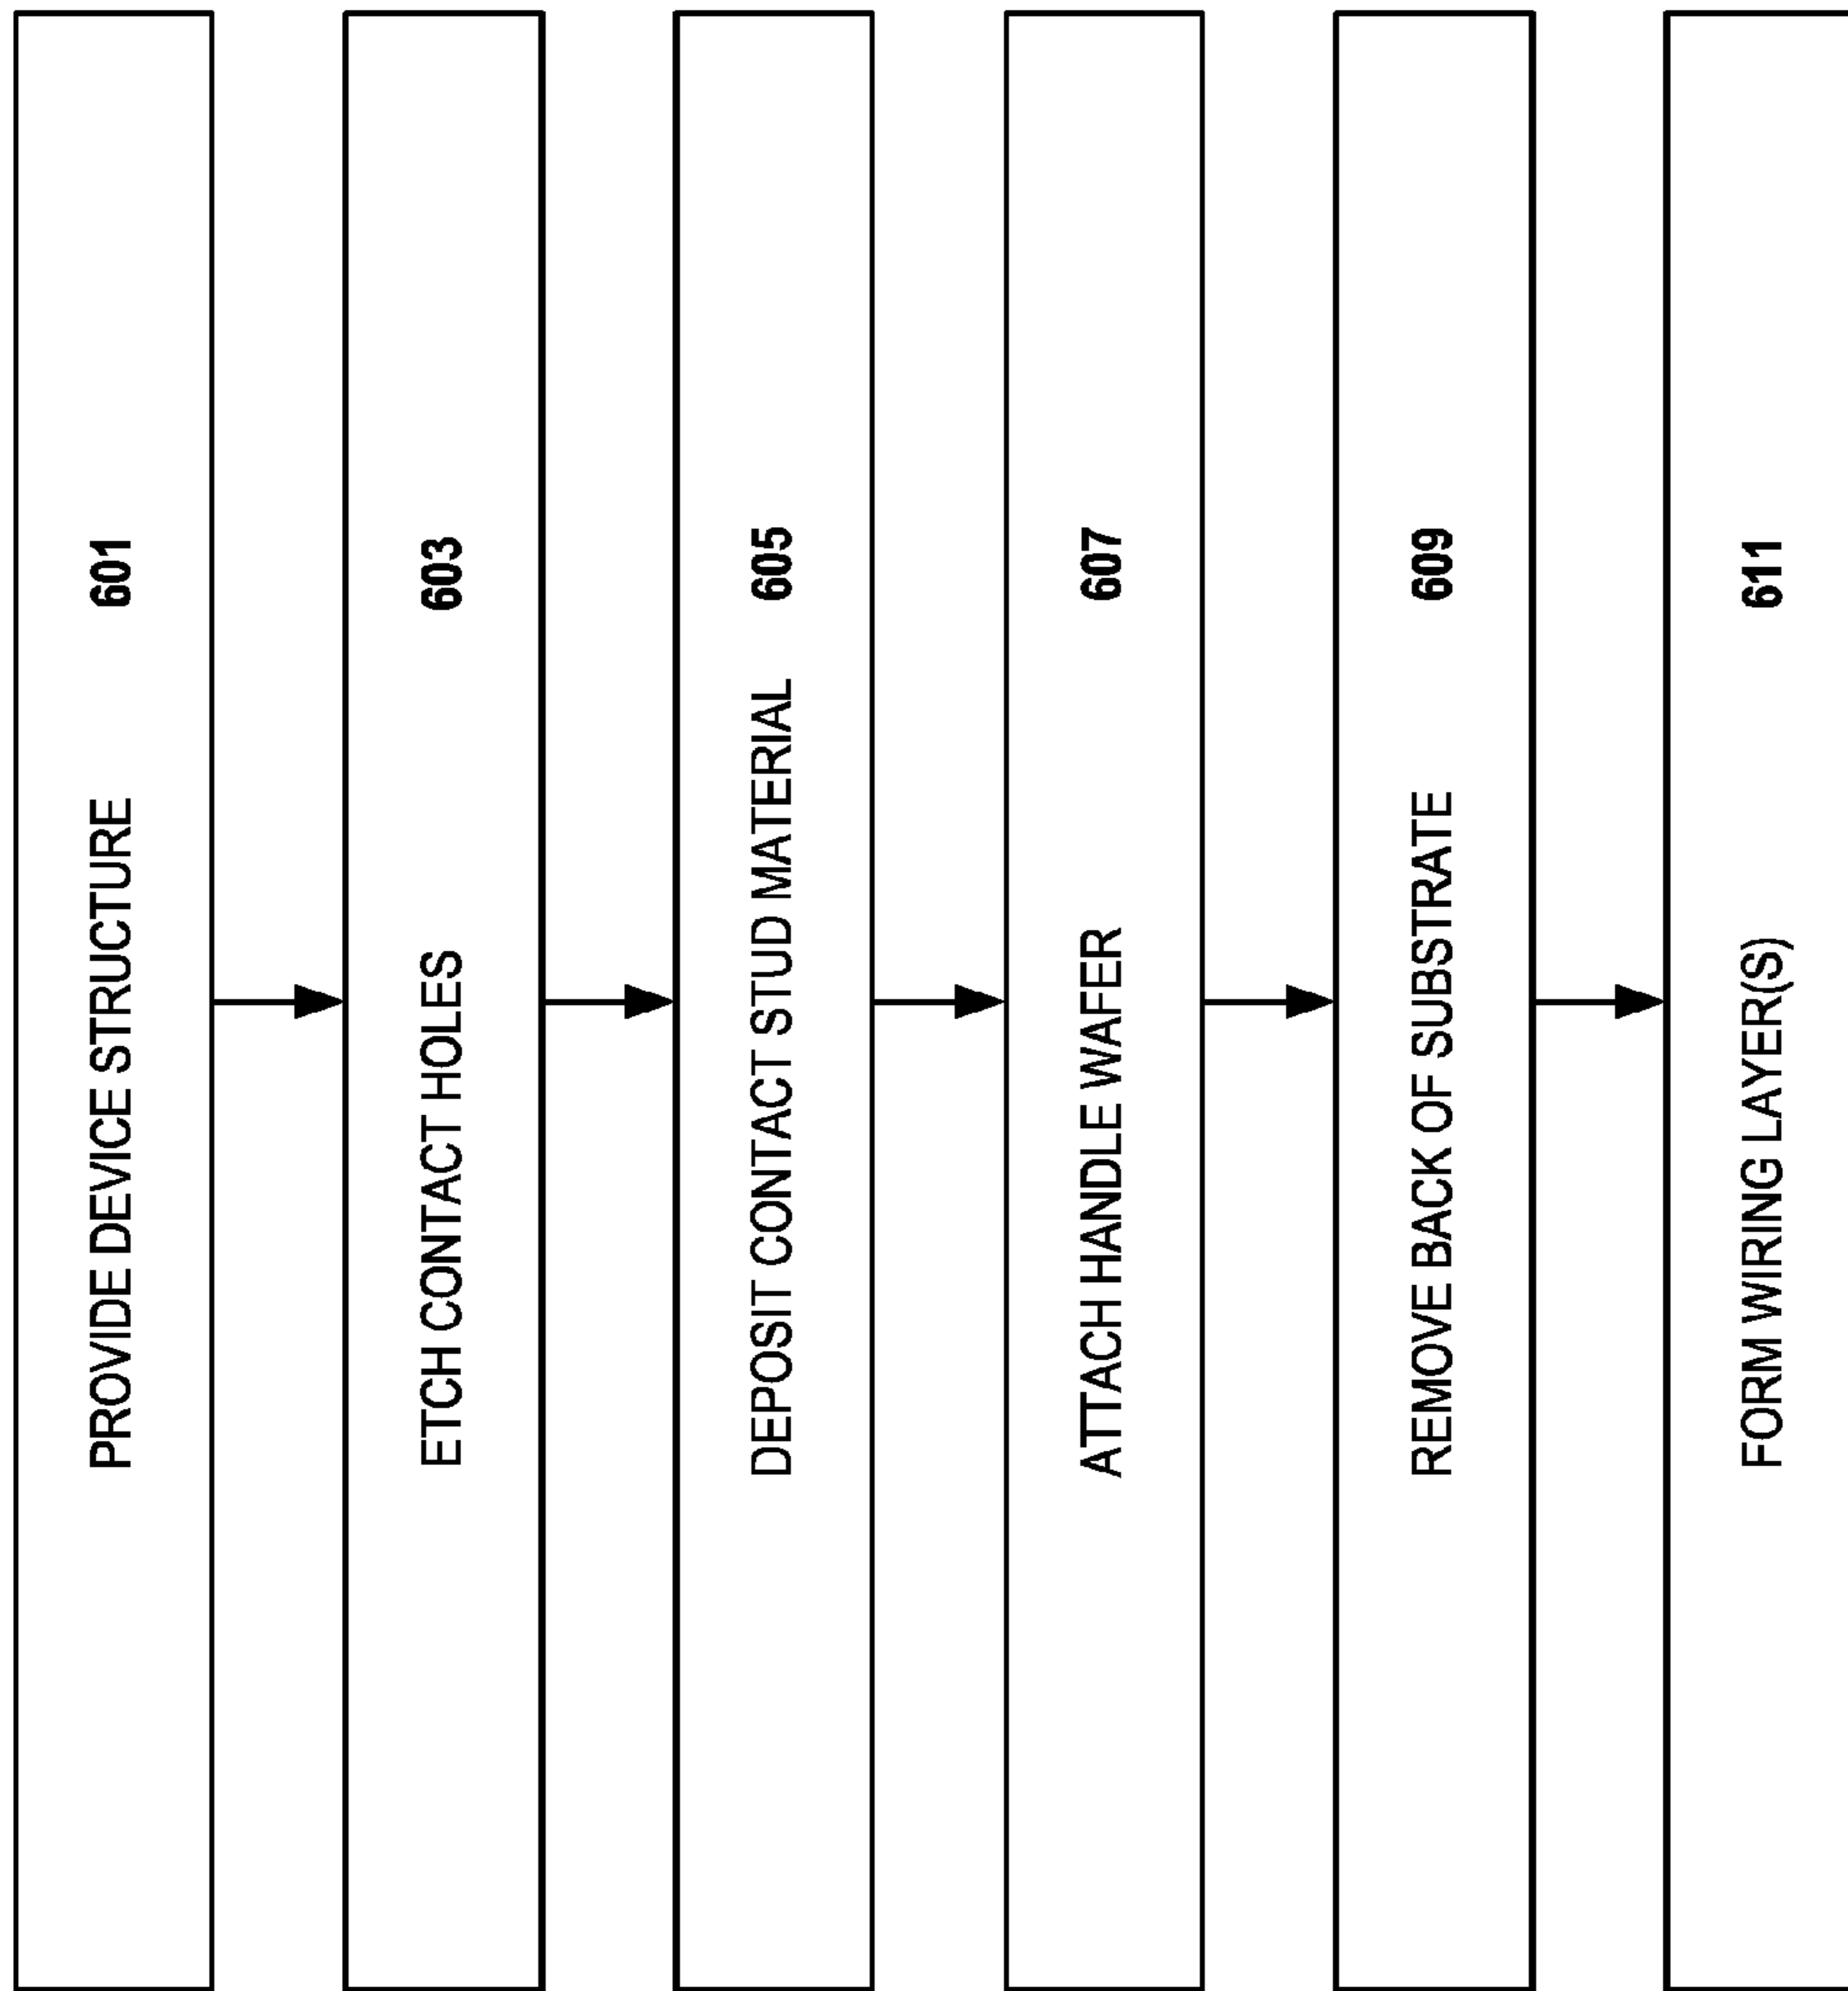 PROVIDE DEVICE STRUCTURE 601
ETCH CONTACT HOLES 603
DEPOSIT CONTACT STUD MATERIAL 605
ATTACH HANDLE WAFER 607
REMOVE BACK OF SUBSTRATE 609
FORM WIRING LAYER(S) 611